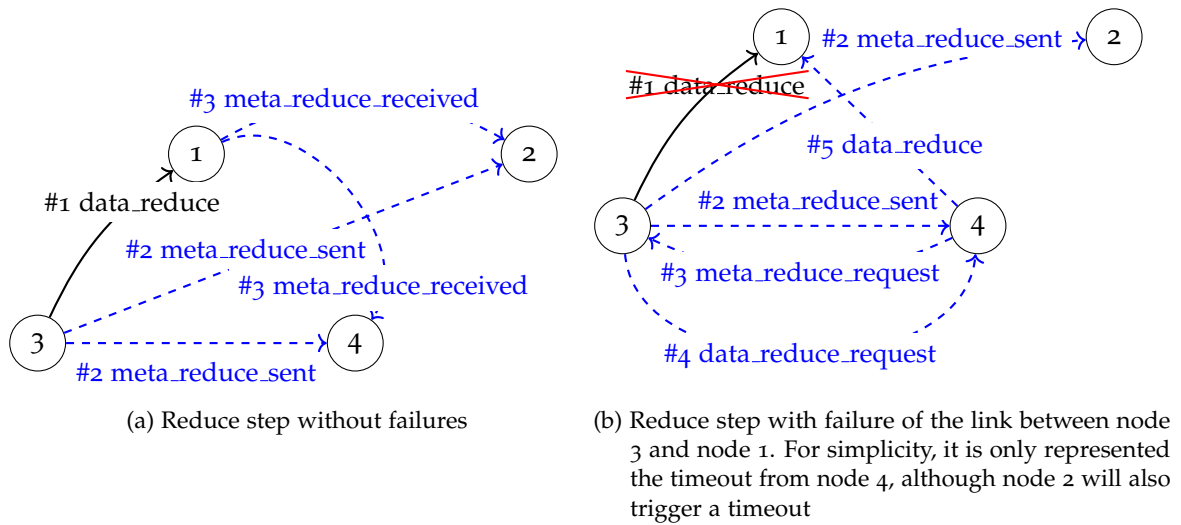 #3 meta_reduce_received
1
2
#1 data_reduce
#2 meta_reduce_sent
#3 meta_reduce_received
3
4
#2 meta_reduce_sent
(a) Reduce step without failures
1
#2 meta_reduce_sent
2
#1 data_reduce
#5 data_reduce
#2 meta_reduce_sent
3
4
#3 meta_reduce_request
#4 data_reduce_request
(b) Reduce step with failure of the link between node
3 and node 1. For simplicity, it is only represented
the timeout from node 4, although node 2 will also
trigger a timeout